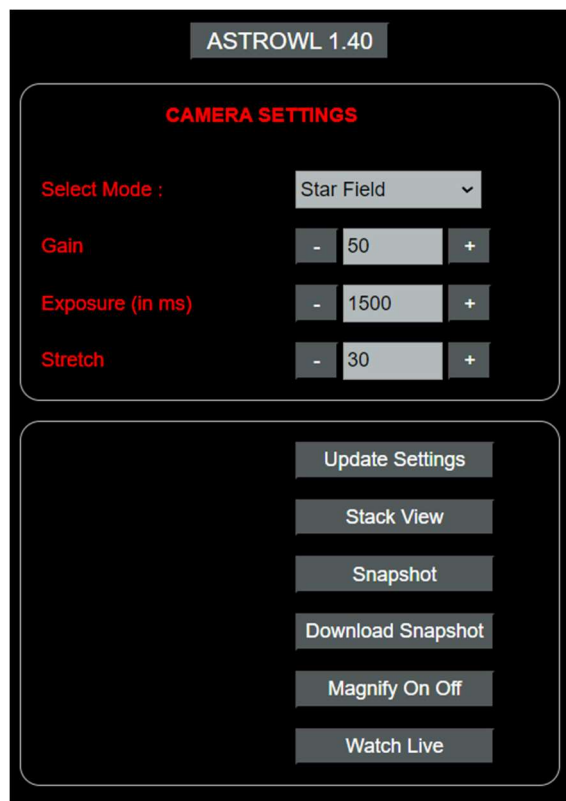 ASTROWL 1.40
CAMERA SETTINGS
Select Mode : Star Field
Gain - 50 +
Exposure (in ms) - 1500 +
Stretch - 30 +
Update Settings
Stack View
Snapshot
Download Snapshot
Magnify On Off
Watch Live